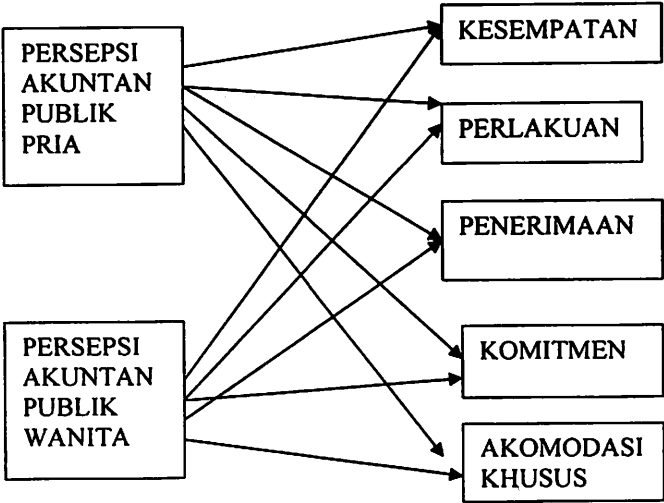 PERSEPSI
AKUNTAN
PUBLIK
PRIA
PERSEPSI
AKUNTAN
PUBLIK
WANITA
KESEMPATAN
PERLAKUAN
PENERIMAAN
KOMITMEN
AKOMODASI
KHUSUS